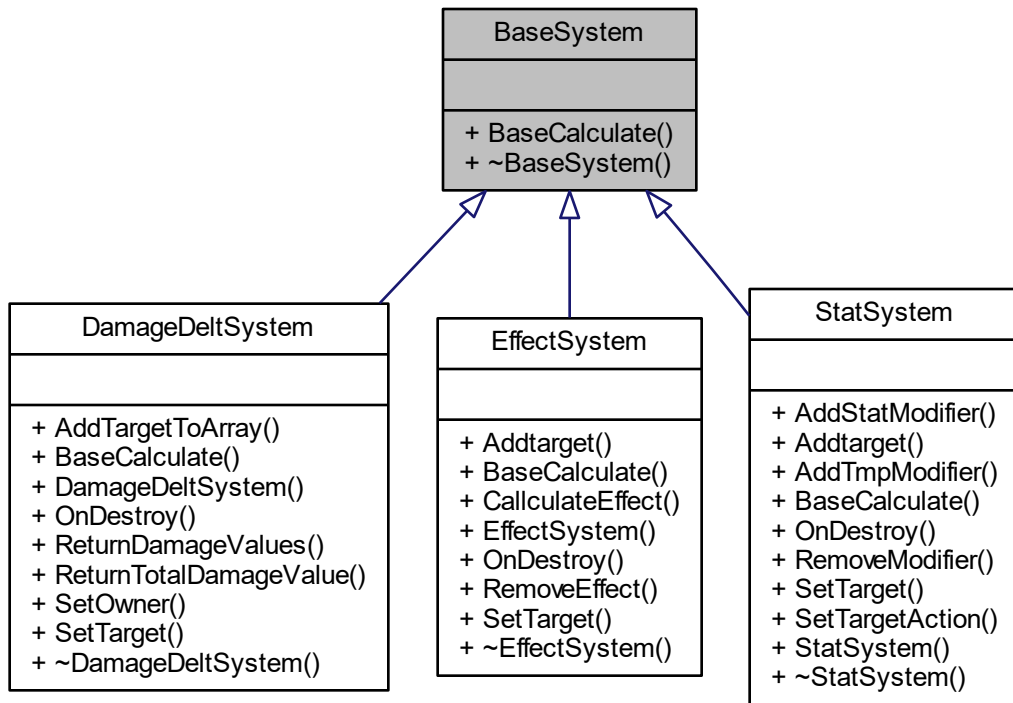 BaseSystem
+ BaseCalculate()
+ ~BaseSystem()
DamageDeltSystem
+ AddTargetToArray()
+ BaseCalculate()
+ DamageDeltSystem()
+ OnDestroy()
+ ReturnDamageValues()
+ ReturnTotalDamageValue()
+ SetOwner()
+ SetTarget()
+ ~DamageDeltSystem()
EffectSystem
+ Addtarget()
+ BaseCalculate()
+ CallculateEffect()
+ EffectSystem()
+ OnDestroy()
+ RemoveEffect()
+ SetTarget()
+ ~EffectSystem()
StatSystem
+ AddStatModifier()
+ Addtarget()
+ AddTmpModifier()
+ BaseCalculate()
+ OnDestroy()
+ RemoveModifier()
+ SetTarget()
+ SetTargetAction()
+ StatSystem()
+ ~StatSystem()